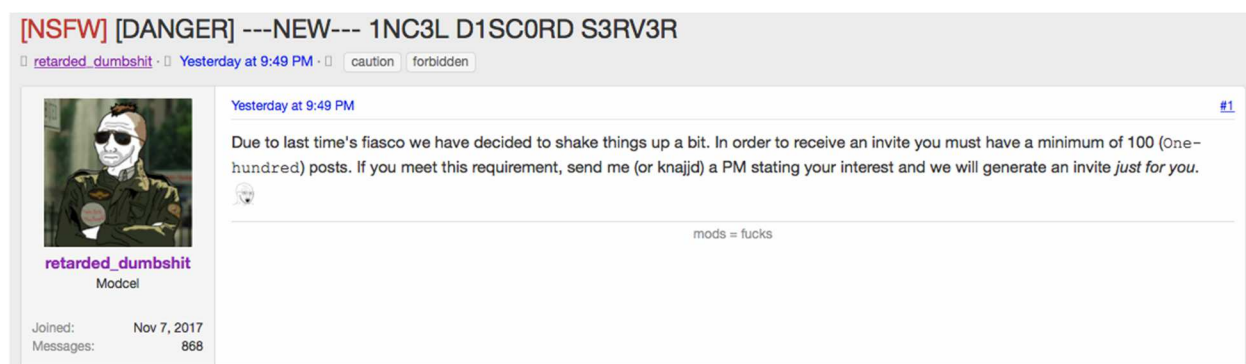 [NSFW] [DANGER] ---NEW--- 1NC3L D1SC0RD S3RV3R
retarded_dumbshit · Yesterday at 9:49 PM · caution forbidden
Yesterday at 9:49 PM #1
Due to last time's fiasco we have decided to shake things up a bit. In order to receive an invite you must have a minimum of 100 (One-
hundred) posts. If you meet this requirement, send me (or knajjd) a PM stating your interest and we will generate an invite just for you.
mods = fucks
retarded_dumbshit
Modcel
Joined: Nov 7, 2017
Messages: 868